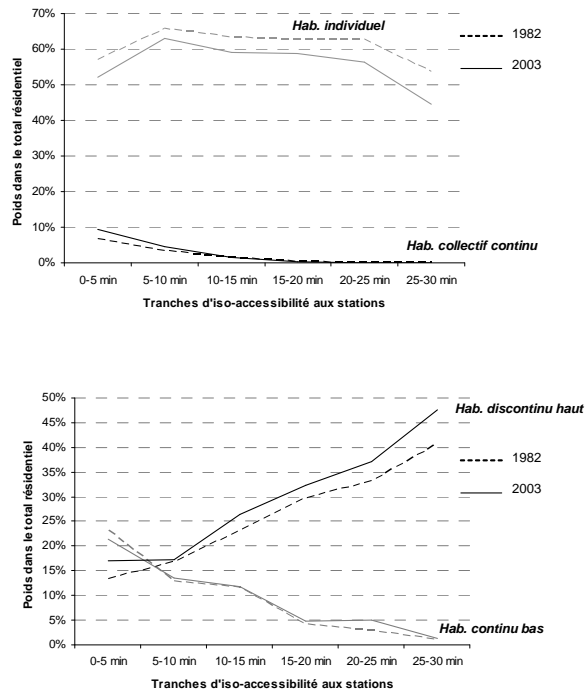 70%
Hab. individuel
60%
50%
40%
30%
20%
10%
0%
Poids dans le total résidentiel
1982
2003
Hab. collectif continu
0-5 min 5-10 min 10-15 min 15-20 min 20-25 min 25-30 min
Tranches d'iso-accessibilité aux stations
50%
45%
40%
35%
30%
25%
20%
15%
10%
5%
0%
Poids dans le total résidentiel
Hab. discontinu haut
1982
2003
Hab. continu bas
0-5 min 5-10 min 10-15 min 15-20 min 20-25 min 25-30 min
Tranches d'iso-accessibilité aux stations